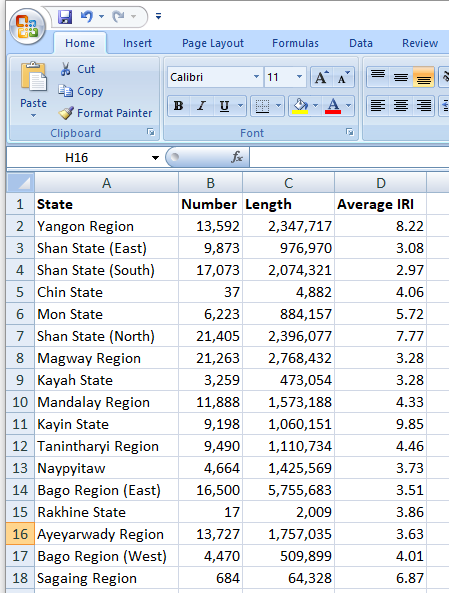 Home Insert Page Layout Formulas Data Review
Paste Cut Calibri 11 A A
Copy
Format Painter B I U A
Clipboard Font
H16 fx
A B C D
1 State Number Length Average IRI
2 Yangon Region 13,592 2,347,717 8.22
3 Shan State (East) 9,873 976,970 3.08
4 Shan State (South) 17,073 2,074,321 2.97
5 Chin State 37 4,882 4.06
6 Mon State 6,223 884,157 5.72
7 Shan State (North) 21,405 2,396,077 7.77
8 Magway Region 21,263 2,768,432 3.28
9 Kayah State 3,259 473,054 3.28
10 Mandalay Region 11,888 1,573,188 4.33
11 Kayin State 9,198 1,060,151 9.85
12 Tanintharyi Region 9,490 1,110,734 4.46
13 Naypyitaw 4,664 1,425,569 3.73
14 Bago Region (East) 16,500 5,755,683 3.51
15 Rakhine State 17 2,009 3.86
16 Ayeyarwady Region 13,727 1,757,035 3.63
17 Bago Region (West) 4,470 509,899 4.01
18 Sagaing Region 684 64,328 6.87